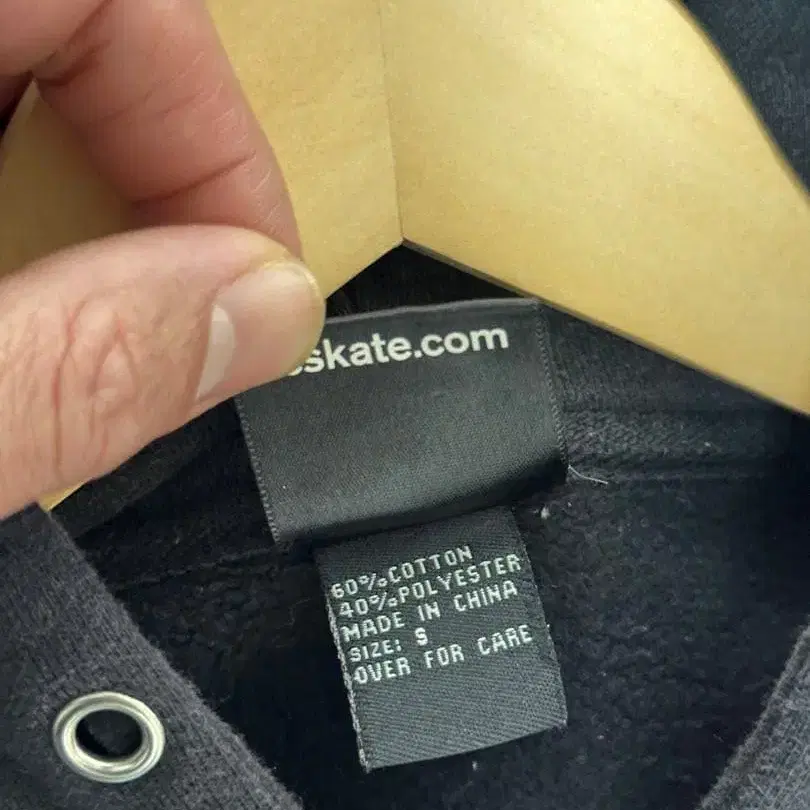 skate.com
60%COTTON
40%POLYESTER
MADE IN CHINA
SIZE: S
OVER FOR CARE